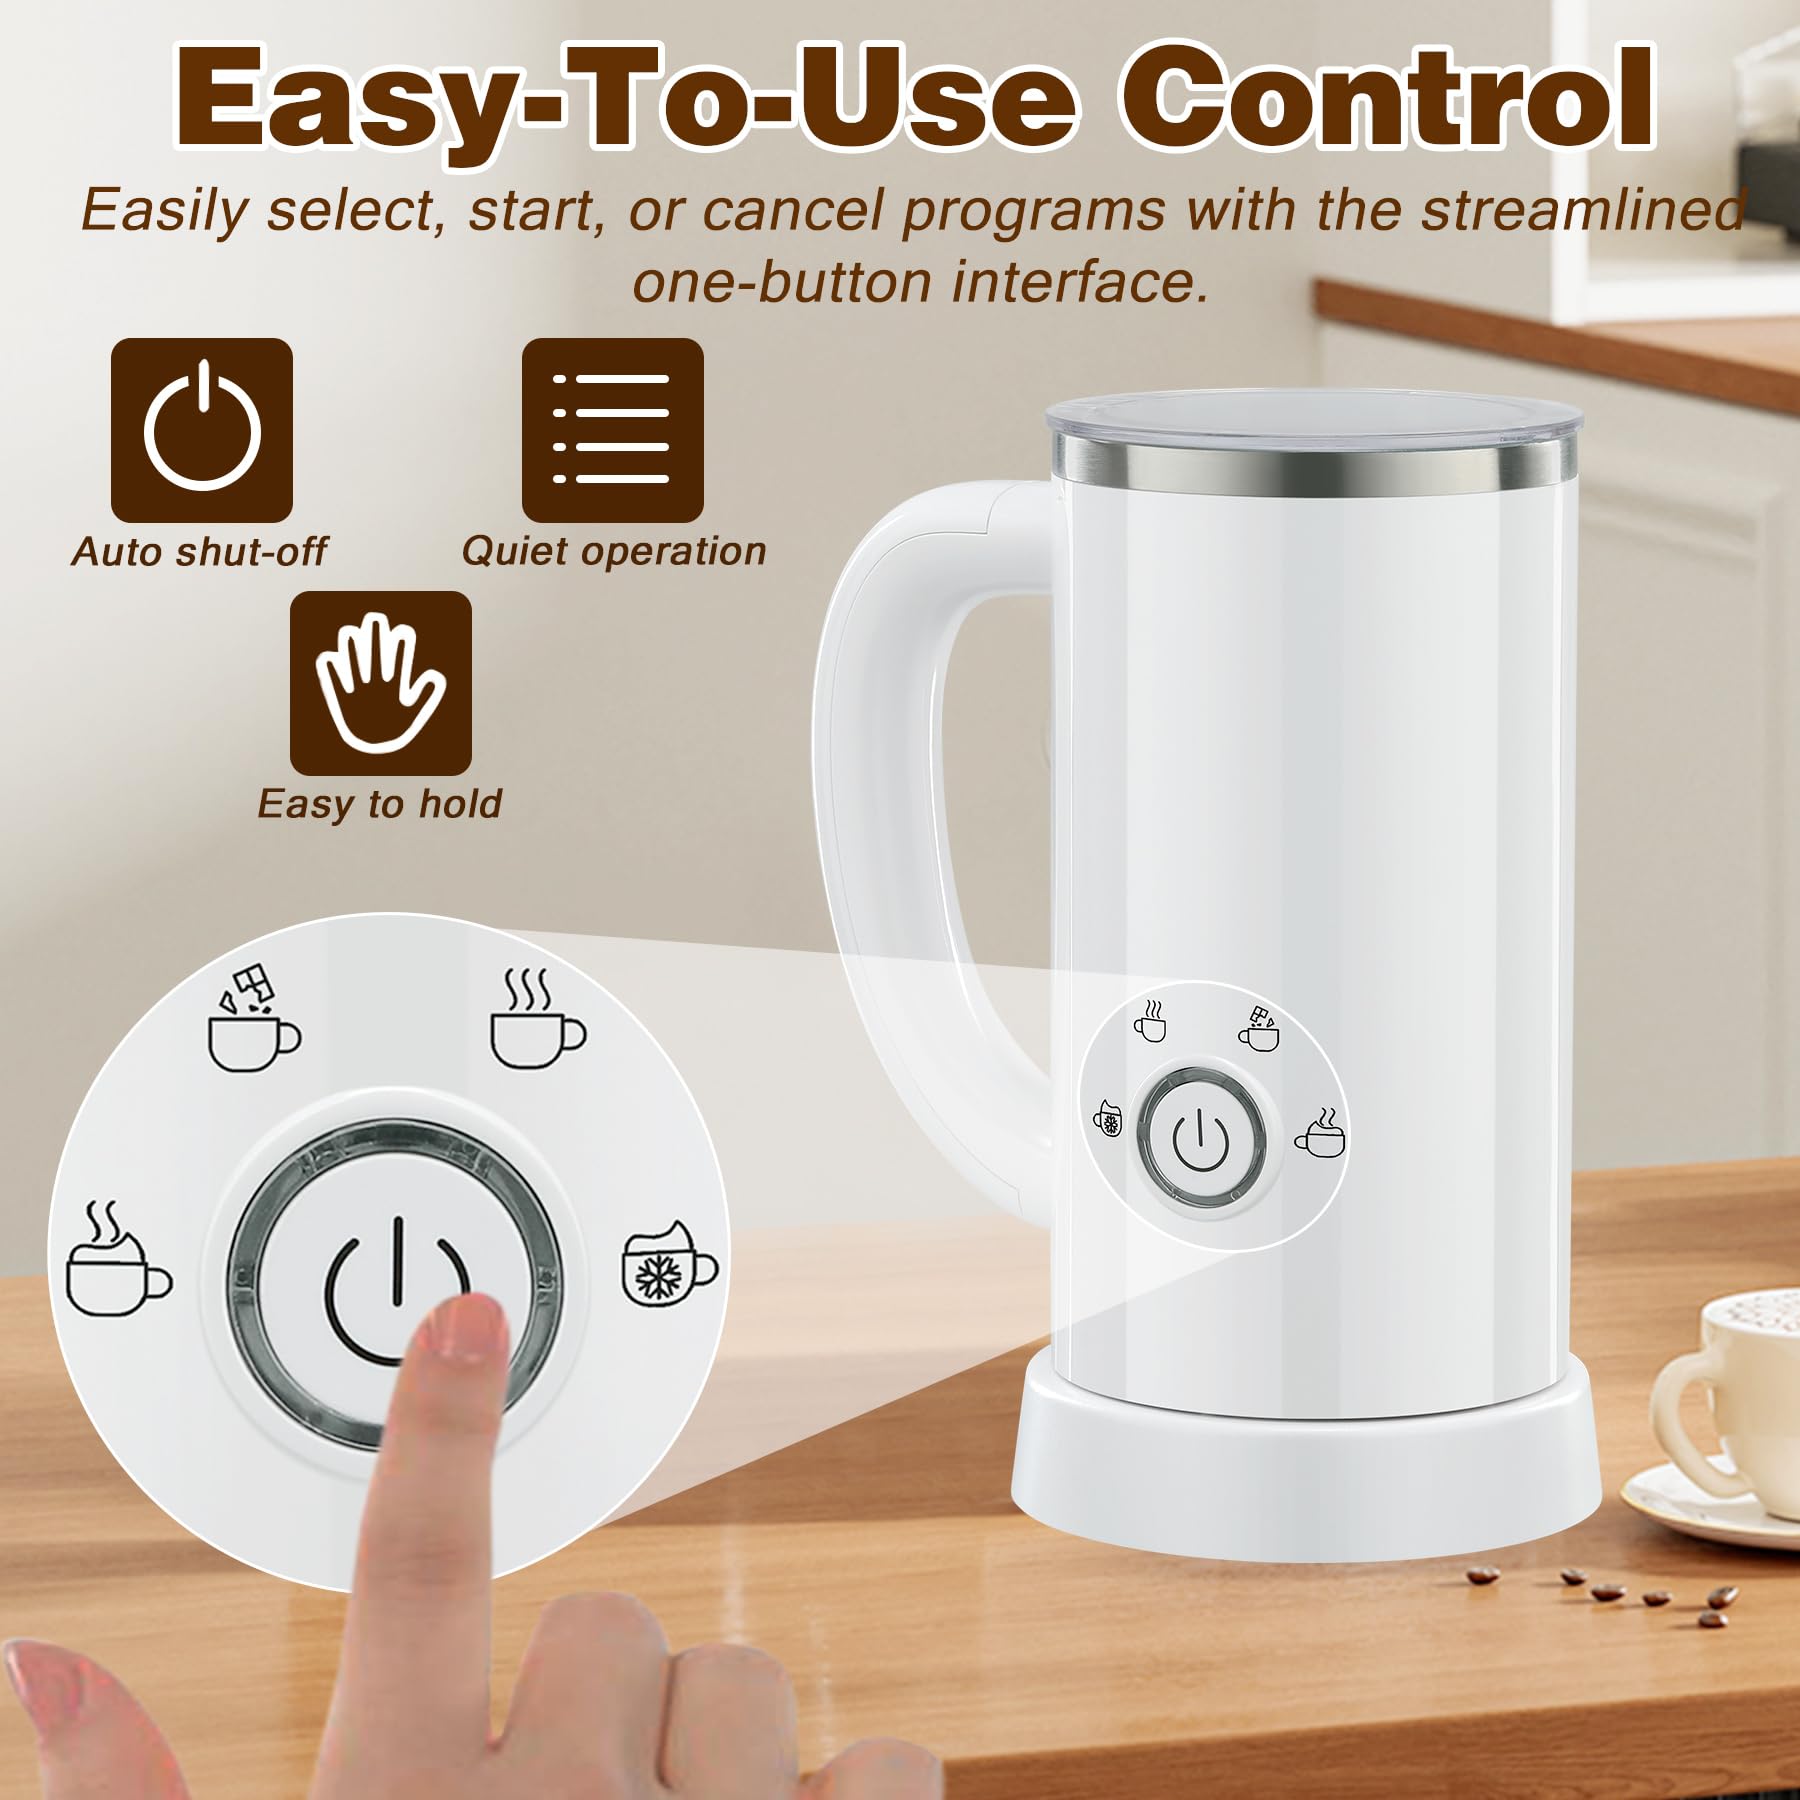 Easy-To-Use Control
Easily select, start, or cancel programs with the streamlined
one-button interface.
Auto shut-off
Quiet operation
Easy to hold